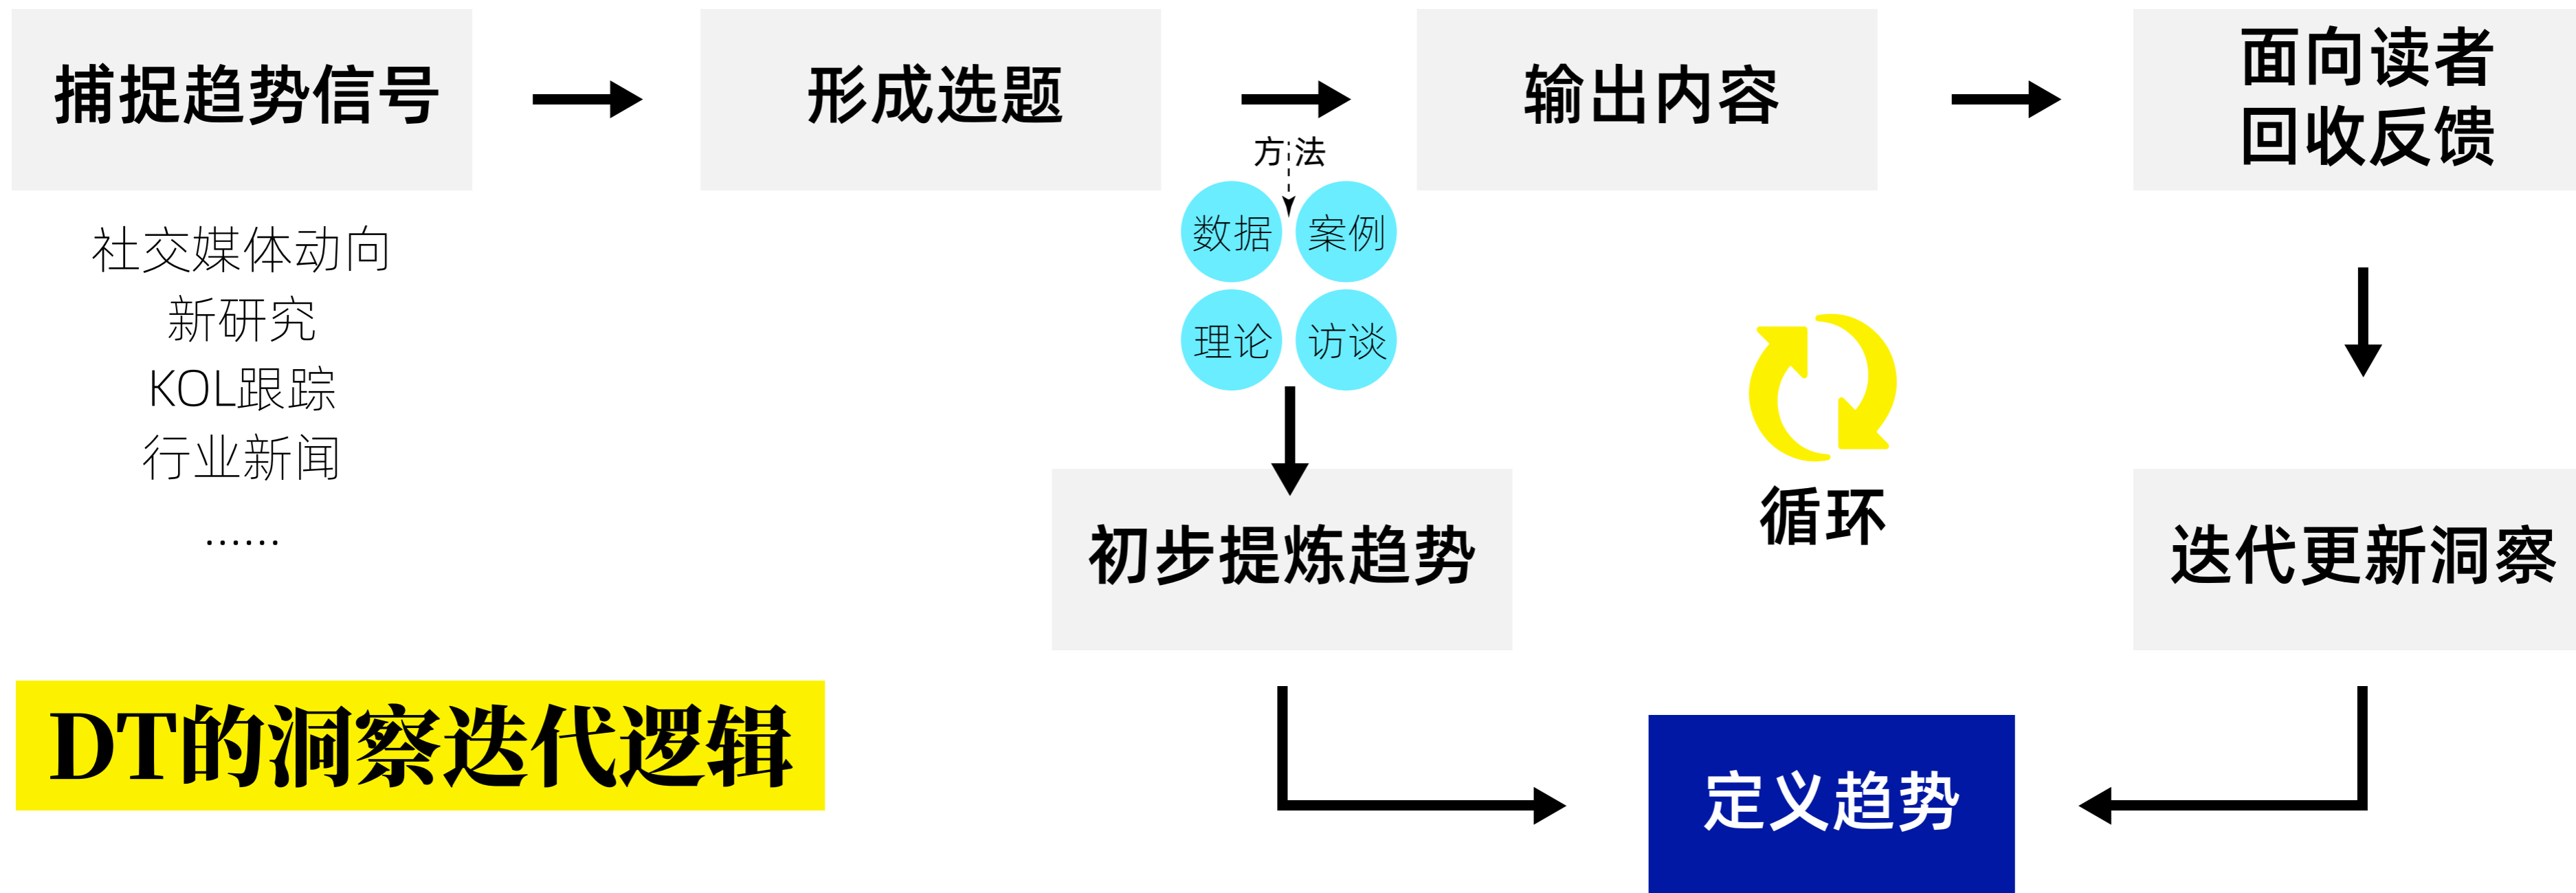 捕捉趋势信号
形成选题
输出内容
面向读者
回收反馈
方法
数据
案例
理论
访谈
社交媒体动向
新研究
KOL跟踪
行业新闻
……
循环
初步提炼趋势
迭代更新洞察
DT的洞察迭代逻辑
定义趋势